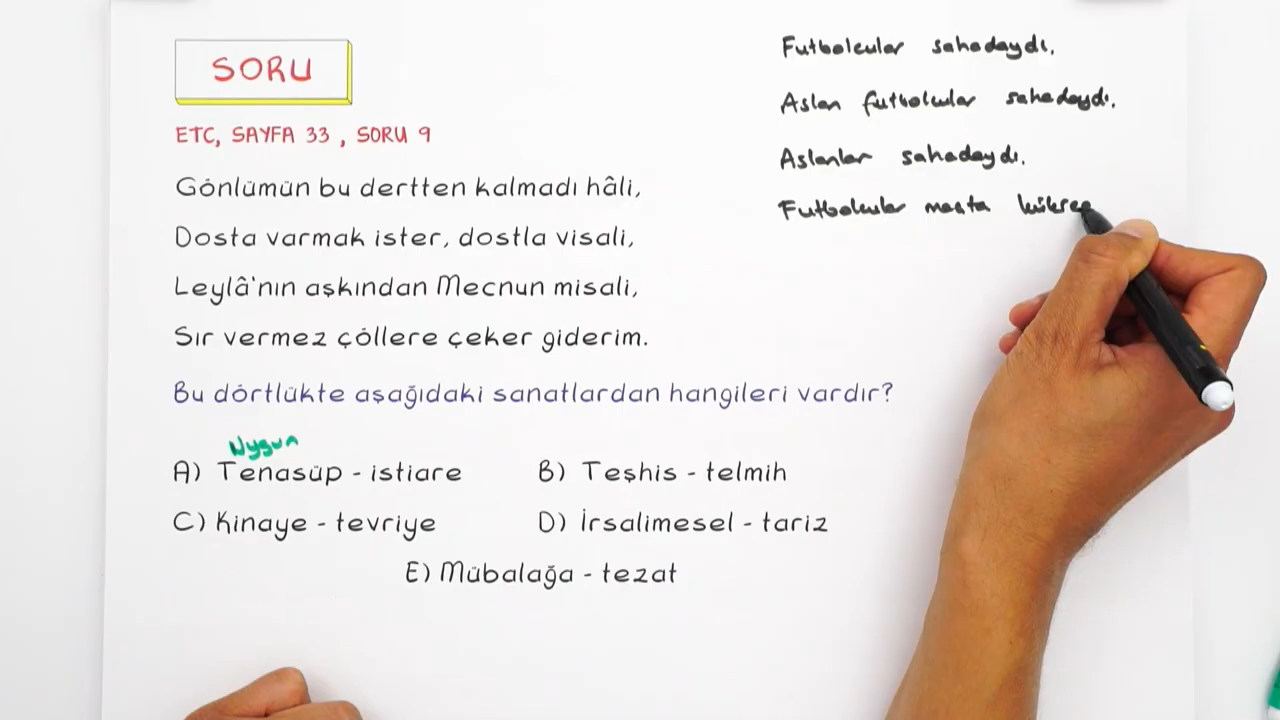 SORU
ETC, SAYFA 33, SORU 9
Gönlümün bu dertten kalmadı hâli,
Dosta varmak ister, dostla visali,
Leylâ'nın aşkından Mecnun misali,
Sır vermez çöllere çeker giderim.
Bu dörtlükte aşağıdaki sanatlardan hangileri vardır?
Uygun
A) Tenasüp - istiare
B) Teşhis - telmih
C) Kinaye - tevriye
D) İrsalimesel - tariz
E) Mübalağa - tezat
Futbolcular sahadaydı.
Aslan futbolcular sahadaydı.
Aslanlar sahadaydı.
Futbolcular maçta